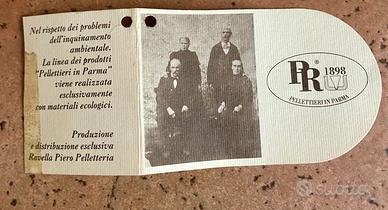 Nel rispetto dei problemi
dell'inquinamento
ambientale.
La linea dei prodotti
"Pellettieri in Parma"
viene realizzata
esclusivamente
con materiali ecologici.
Produzione
e distribuzione esclusiva
Ravella Piero Pelletteria
PR ®
1898
PELLETTIERI IN PARMA
subito